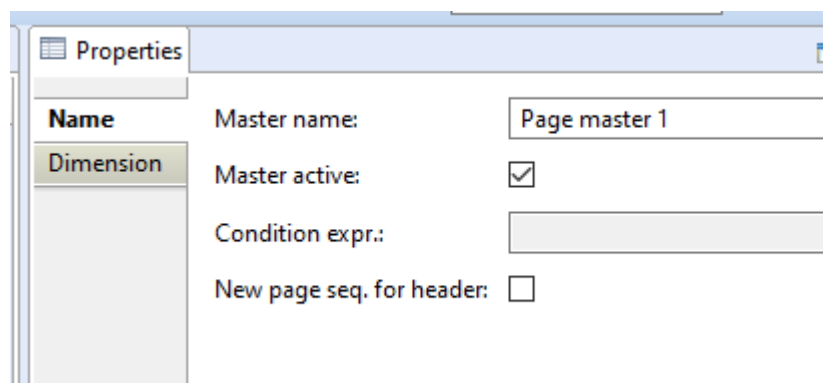 Properties
Name
Master name:
Page master 1
Dimension
Master active:
Condition expr.:
New page seq. for header: